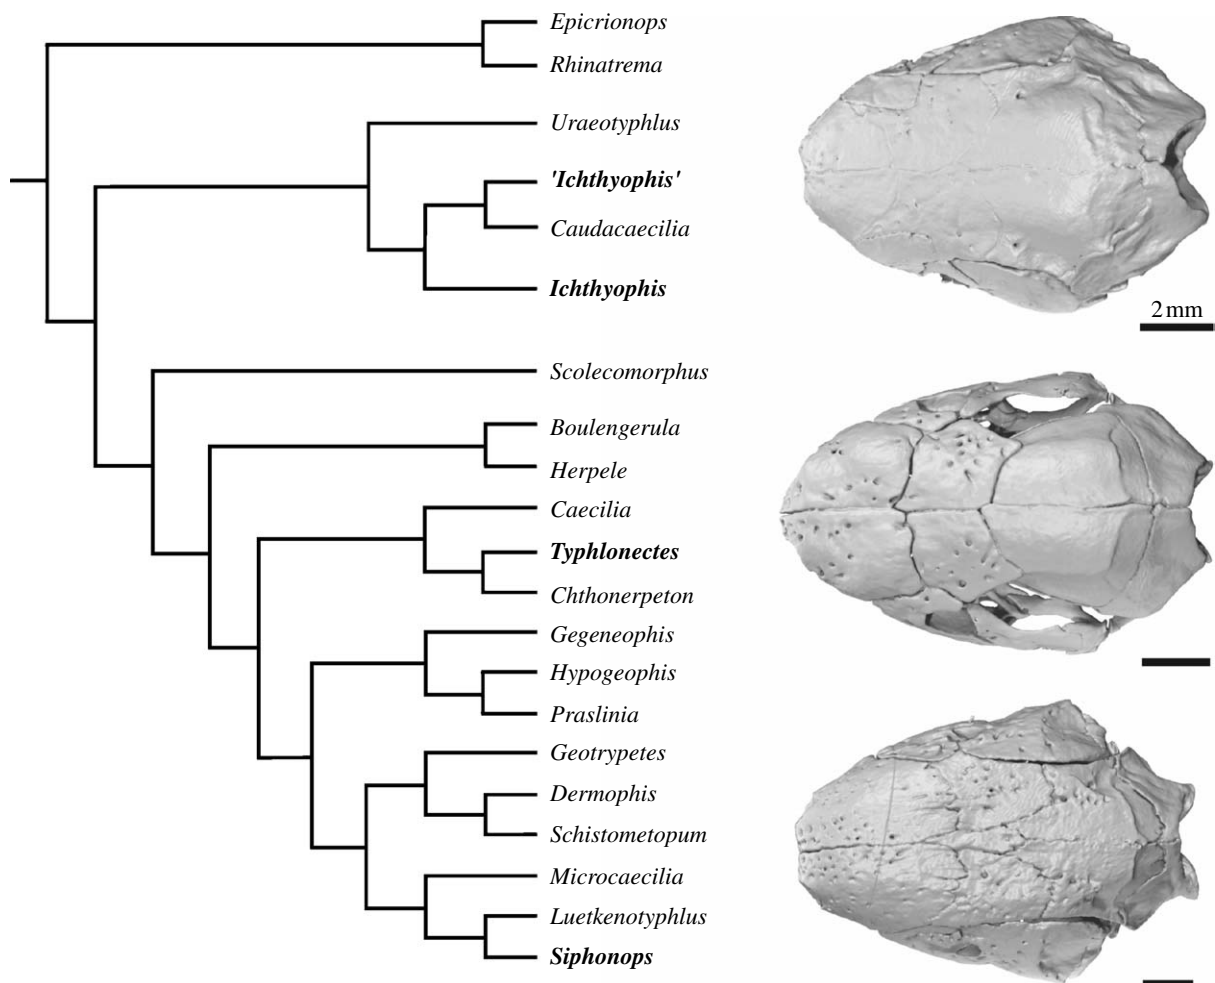 Epicrionops
Rhinatrema
Uraeotyphlus
'Ichthyophis'
Caudacaecilia
Ichthyophis
2 mm
Scolecomorphus
Boulengerula
Herpele
Caecilia
Typhlonectes
Chthonerpeton
Gegeneophis
Hypogeophis
Praslinia
Geotrypetes
Dermophis
Schistometopum
Microcaecilia
Luetkenotyphlus
Siphonops